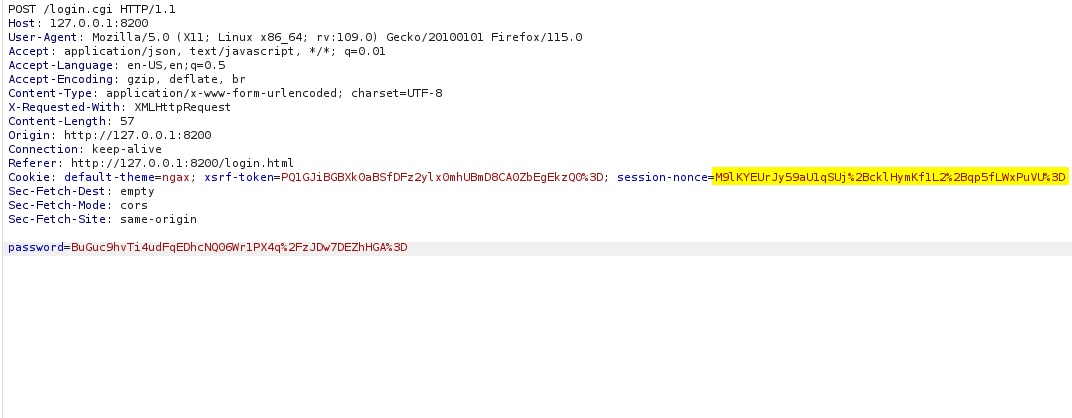 POST /login.cgi HTTP/1.1
Host: 127.0.0.1:8200
User-Agent: Mozilla/5.0 (X11; Linux x86_64; rv:109.0) Gecko/20100101 Firefox/115.0
Accept: application/json, text/javascript, */*; q=0.01
Accept-Language: en-US,en;q=0.5
Accept-Encoding: gzip, deflate, br
Content-Type: application/x-www-form-urlencoded; charset=UTF-8
X-Requested-With: XMLHttpRequest
Content-Length: 57
Origin: http://127.0.0.1:8200
Connection: keep-alive
Referer: http://127.0.0.1:8200/login.html
Cookie: default-theme=ngax; xsrf-token=PQ1GJiBGBXk0aBSfDFz2ylx0mhUBmD8CA0ZbEgEkzQ0%3D; session-nonce=M9lKYEUrJy59aU1qSUj%2BcklHymKf1L2%2Bqp5fLWxPuVU%3D
Sec-Fetch-Dest: empty
Sec-Fetch-Mode: cors
Sec-Fetch-Site: same-origin
password=BuGuc9hvTi4udFqEDhcNQ06Wr1PX4q%2FzJDw7DEZhHGA%3D